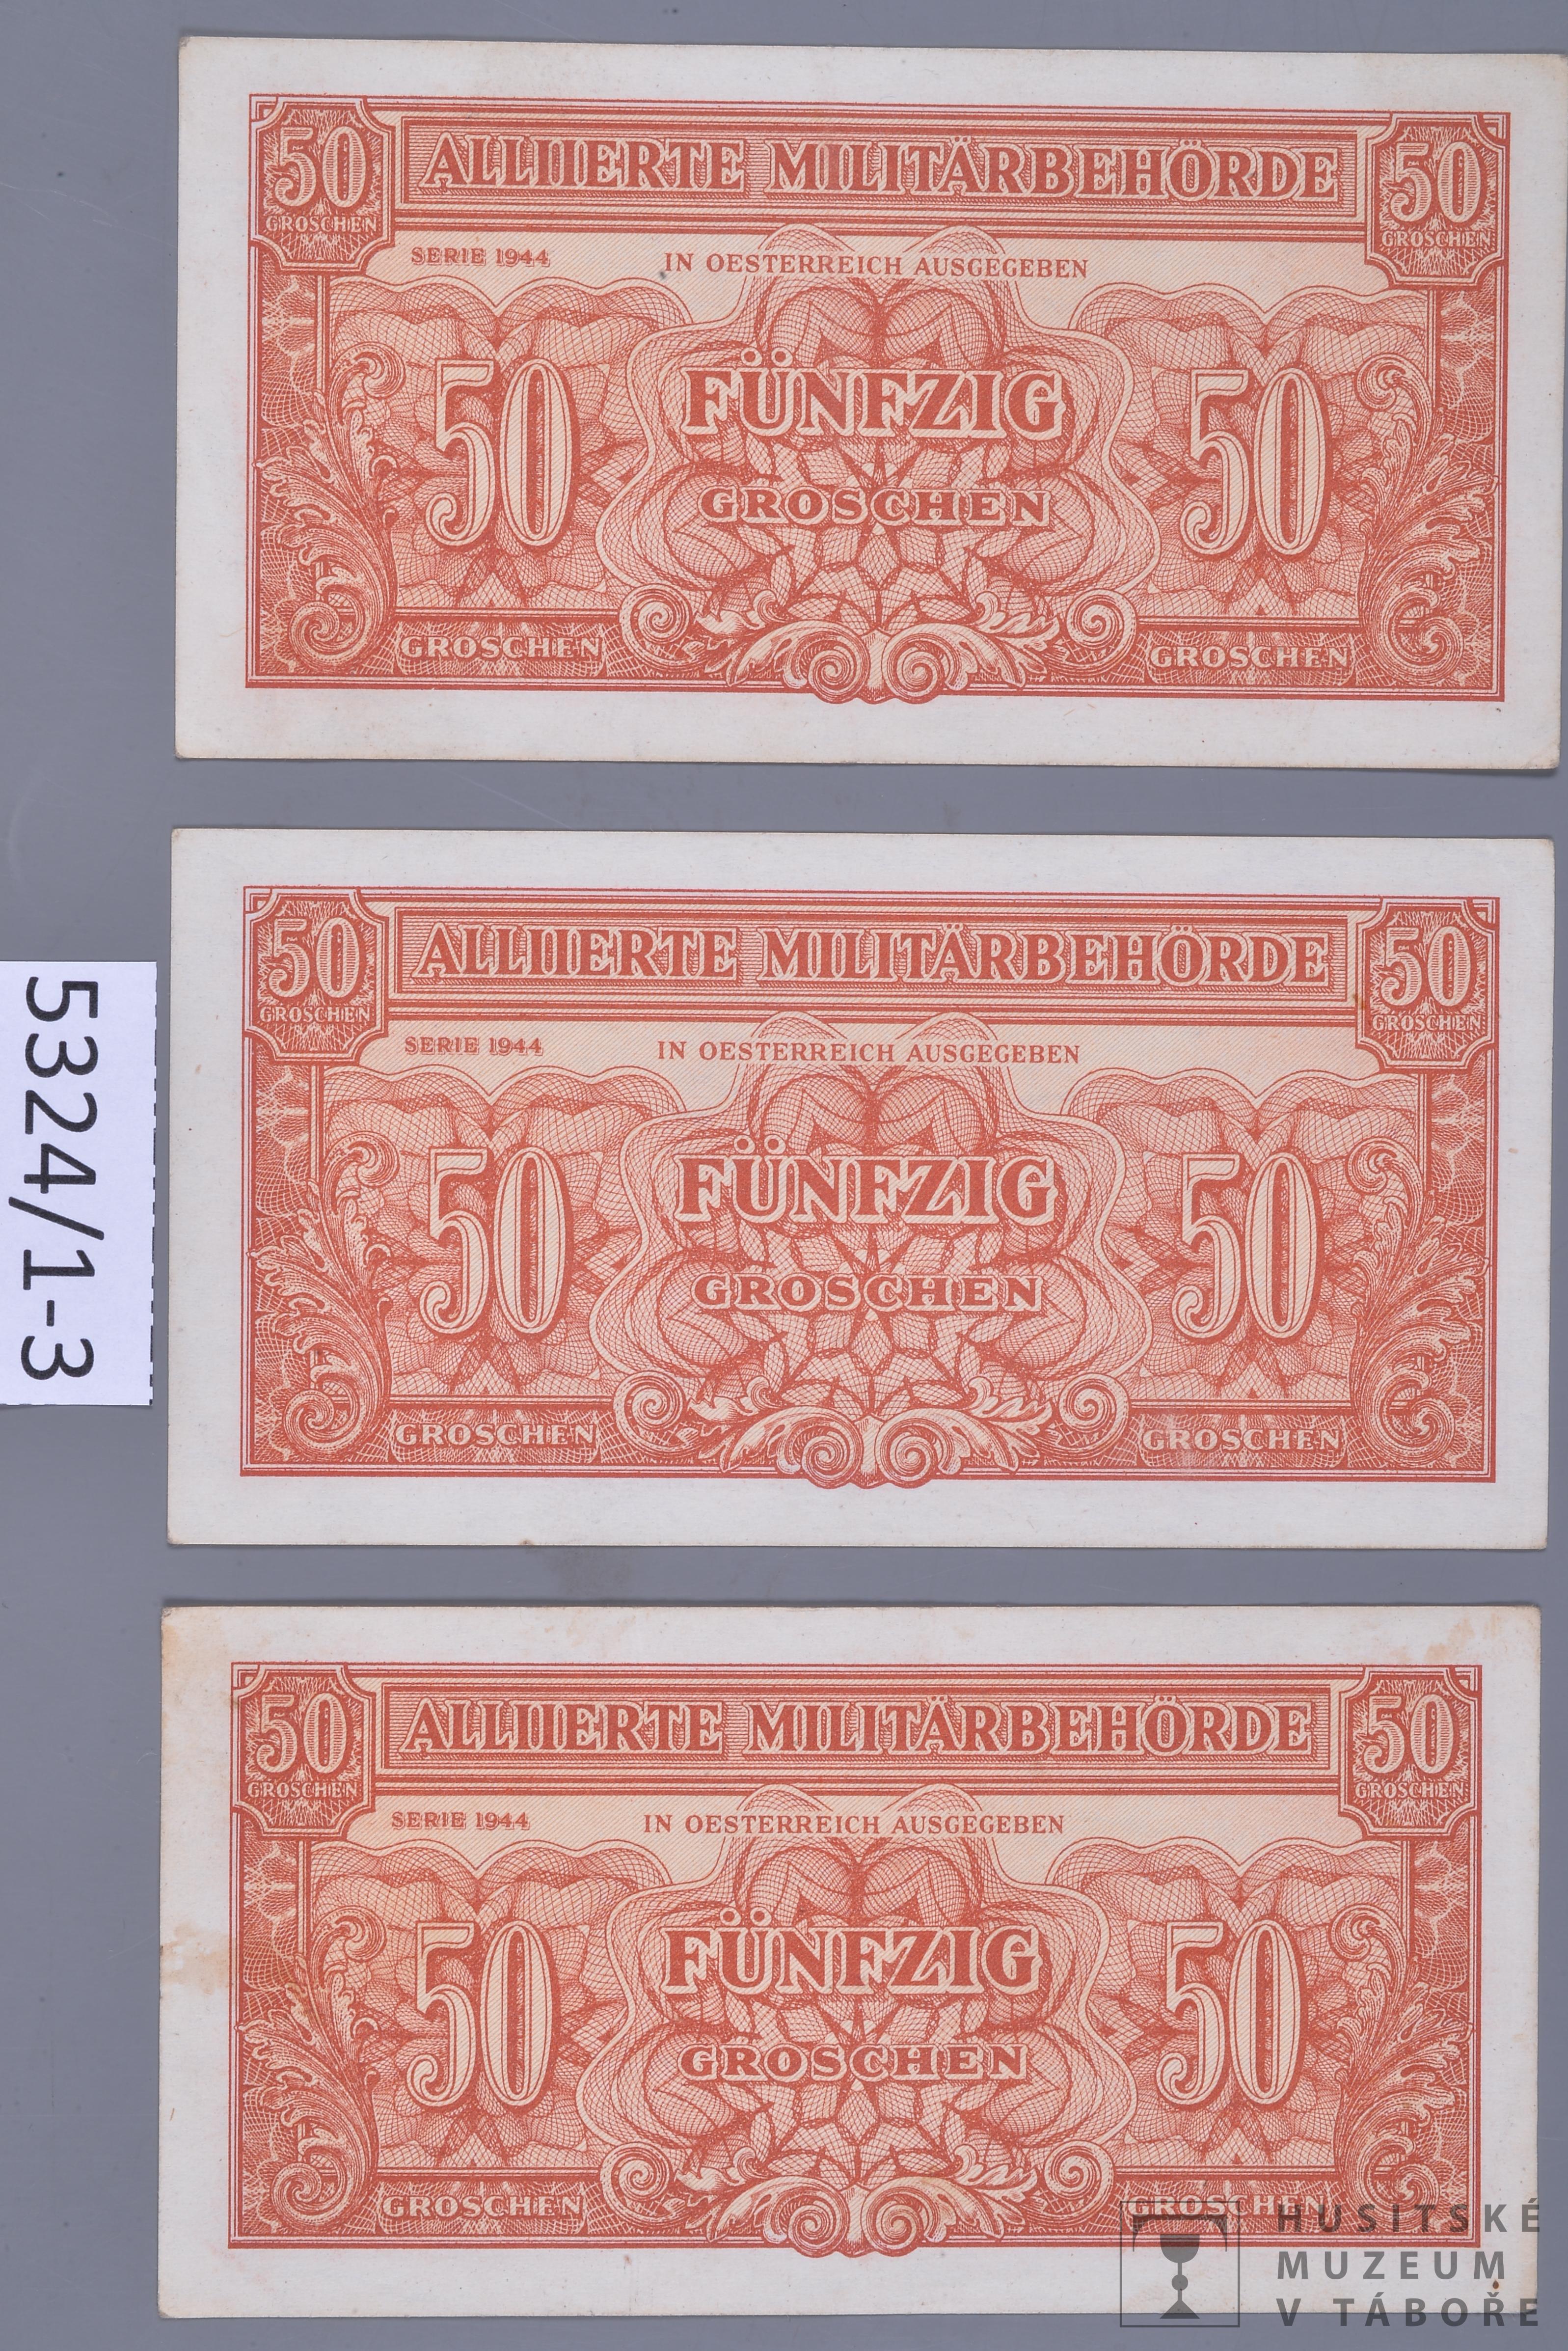 50 ALLIIERTE MILITÄRBEHÖRDE 50
GROSCHEN GROSCHEN
SERIE 1944 IN OESTERREICH AUSGEGEBEN
50 FÜNFZIG 50
GROSCHEN
GROSCHEN GROSCHEN
50 ALLIIERTE MILITÄRBEHÖRDE 50
GROSCHEN GROSCHEN
SERIE 1944 IN OESTERREICH AUSGEGEBEN
50 FÜNFZIG 50
GROSCHEN
GROSCHEN GROSCHEN
5324/1-3
50 ALLIIERTE MILITÄRBEHÖRDE 50
GROSCHEN GROSCHEN
SERIE 1944 IN OESTERREICH AUSGEGEBEN
50 FÜNFZIG 50
GROSCHEN
GROSCHEN GROSCHEN
HUSITSKÉ
MUZEUM
V TÁBOŘE